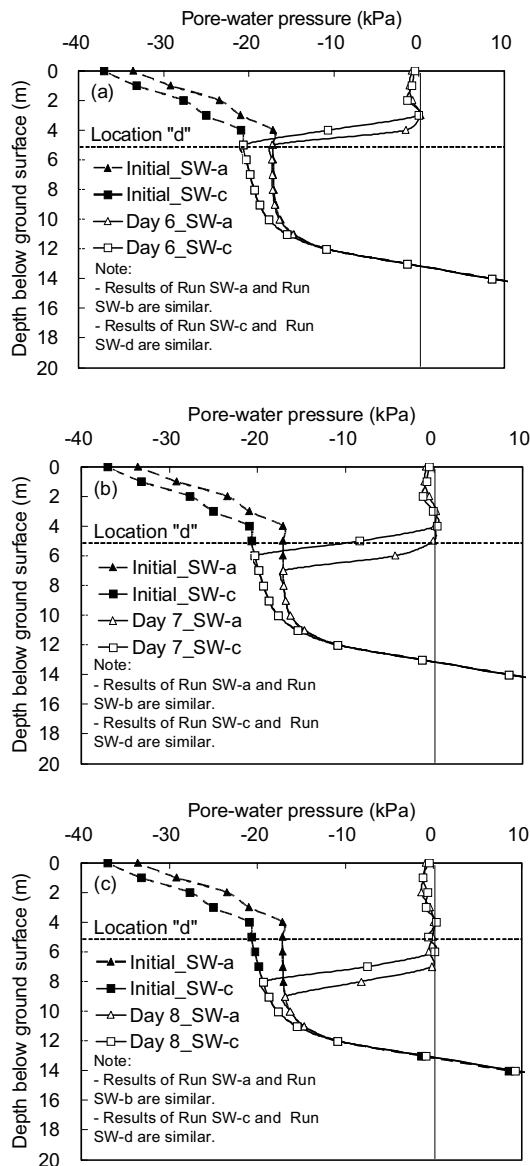 Pore-water pressure (kPa)
-40 -30 -20 -10 0 10
Depth below ground surface (m)
0
2
4
6
8
10
12
14
16
18
20
(a)
Location "d"
Initial_SW-a
Initial_SW-c
Day 6_SW-a
Day 6_SW-c
Note:
- Results of Run SW-a and Run
SW-b are similar.
- Results of Run SW-c and Run
SW-d are similar.
Pore-water pressure (kPa)
-40 -30 -20 -10 0 10
Depth below ground surface (m)
0
2
4
6
8
10
12
14
16
18
20
(b)
Location "d"
Initial_SW-a
Initial_SW-c
Day 7_SW-a
Day 7_SW-c
Note:
- Results of Run SW-a and Run
SW-b are similar.
- Results of Run SW-c and Run
SW-d are similar.
Pore-water pressure (kPa)
-40 -30 -20 -10 0 10
Depth below ground surface (m)
0
2
4
6
8
10
12
14
16
18
20
(c)
Location "d"
Initial_SW-a
Initial_SW-c
Day 8_SW-a
Day 8_SW-c
Note:
- Results of Run SW-a and Run
SW-b are similar.
- Results of Run SW-c and Run
SW-d are similar.